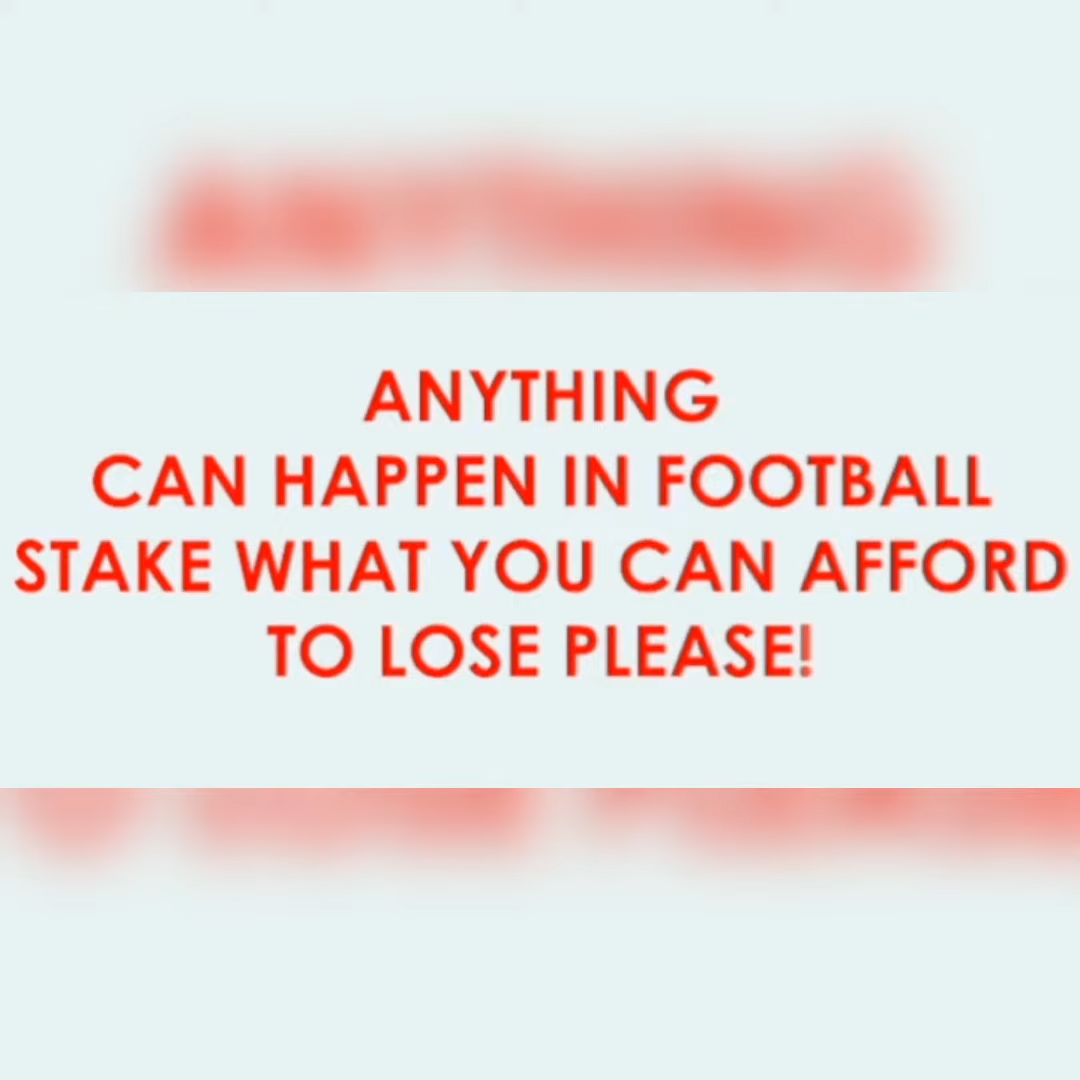 ANYTHING
CAN HAPPEN IN FOOTBALL
STAKE WHAT YOU CAN AFFORD
TO LOSE PLEASE!